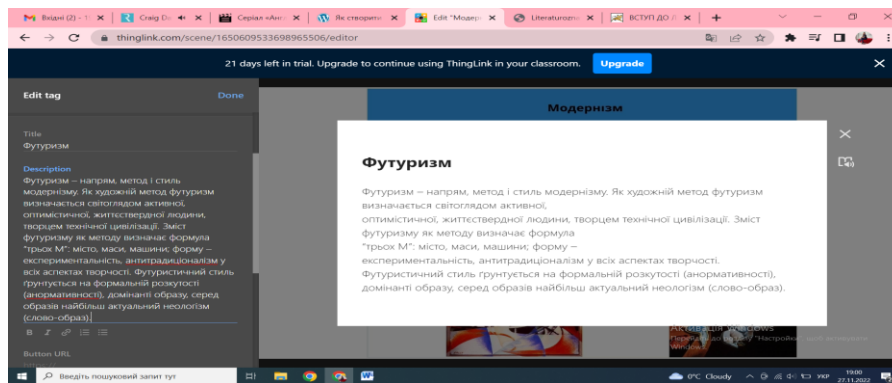 Вхідні (2) - 
Craig Da
Серіал «Анг
Як створити
Edit "Модер
Literaturozna
ВСТУП ДО Л
thinglink.com/scene/1650609533698965506/editor
21 days left in trial. Upgrade to continue using ThingLink in your classroom.
Upgrade
Edit tag
Done
Title
Футуризм
Description
Футуризм – напрям, метод і стиль
модернізму. Як художній метод футуризм
визначається світоглядом активної,
оптимістичної, життєствердної людини,
творцем технічної цивілізації. Зміст
футуризму як методу визначає формула
"трьох М": місто, маси, машини; форму –
експериментальність, антитрадиціоналізм у
всіх аспектах творчості. Футуристичний стиль
ґрунтується на формальній розкутості
(анормативності), домінанті образу, серед
образів найбільш актуальний неологізм
(слово-образ).
B I
Button URL
Модернізм
Футуризм
Футуризм – напрям, метод і стиль модернізму. Як художній метод футуризм
визначається світоглядом активної,
оптимістичної, життєствердної людини, творцем технічної цивілізації. Зміст
футуризму як методу визначає формула
"трьох М": місто, маси, машини; форму –
експериментальність, антитрадиціоналізм у всіх аспектах творчості.
Футуристичний стиль ґрунтується на формальній розкутості (анормативності),
домінанті образу, серед образів найбільш актуальний неологізм (слово-образ).
Активація Windows
"Настройки", щоб активувати
Windows.
Введіть пошуковий запит тут
0°C Cloudy
УКР
19:00
27.11.2022